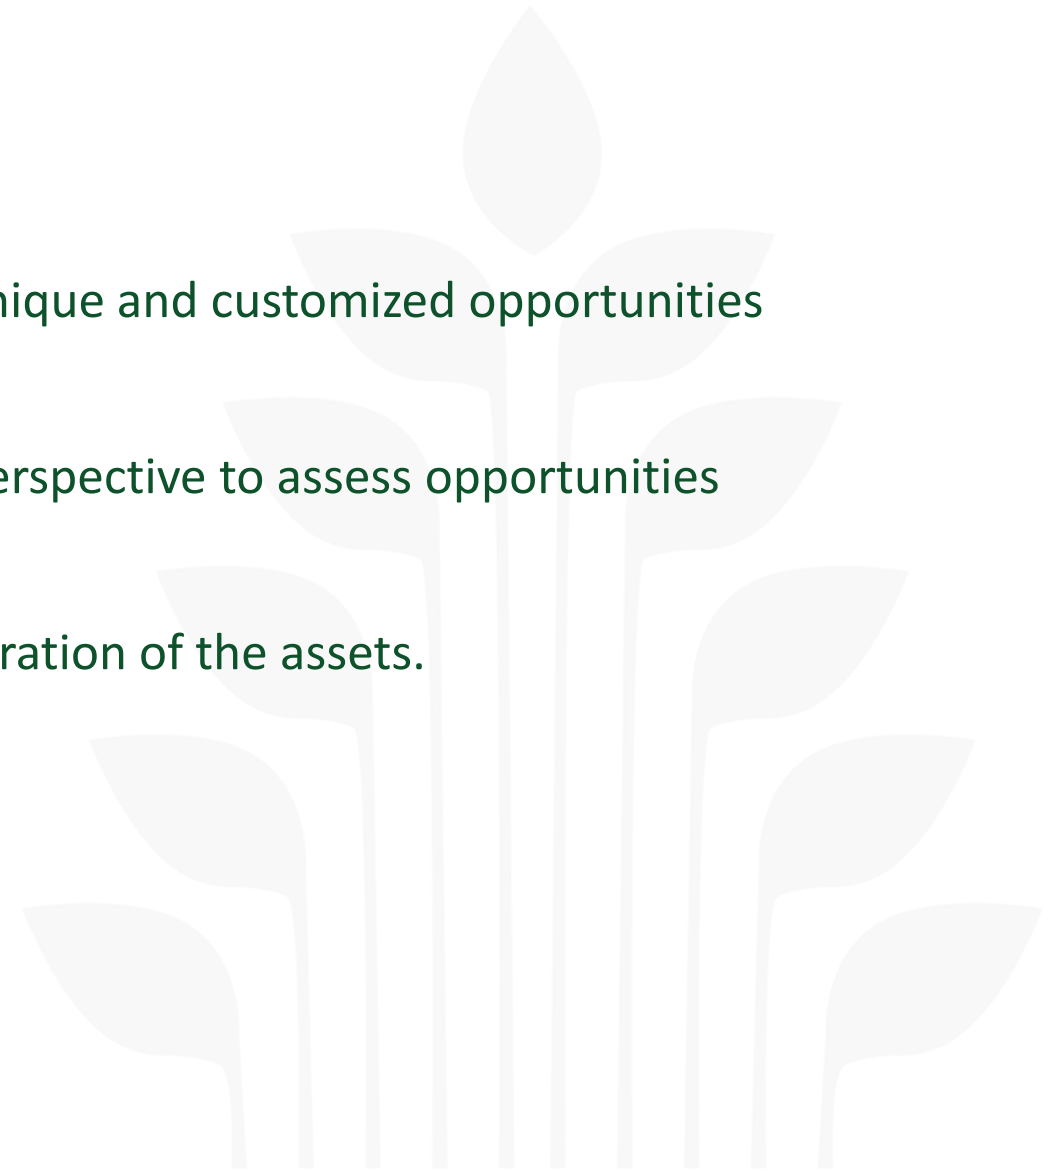 nique and customized opportunities
erspective to assess opportunities
ration of the assets.